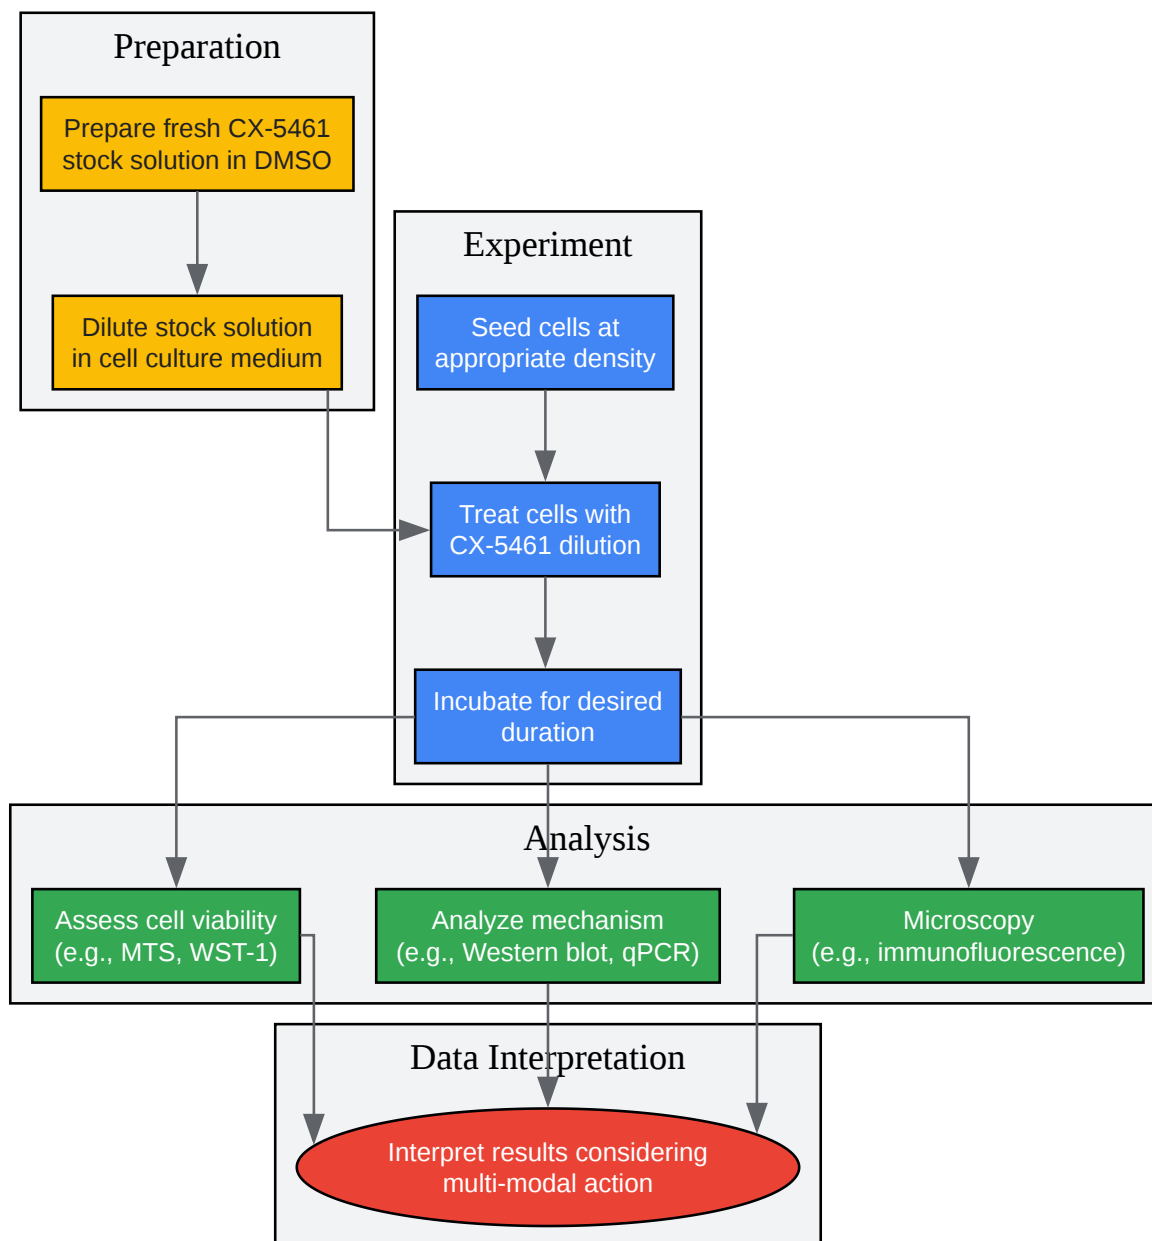 Preparation
Prepare fresh CX-5461
stock solution in DMSO
Dilute stock solution
in cell culture medium
Experiment
Seed cells at
appropriate density
Treat cells with
CX-5461 dilution
Incubate for desired
duration
Analysis
Assess cell viability
(e.g., MTS, WST-1)
Analyze mechanism
(e.g., Western blot, qPCR)
Microscopy
(e.g., immunofluorescence)
Data Interpretation
Interpret results considering
multi-modal action